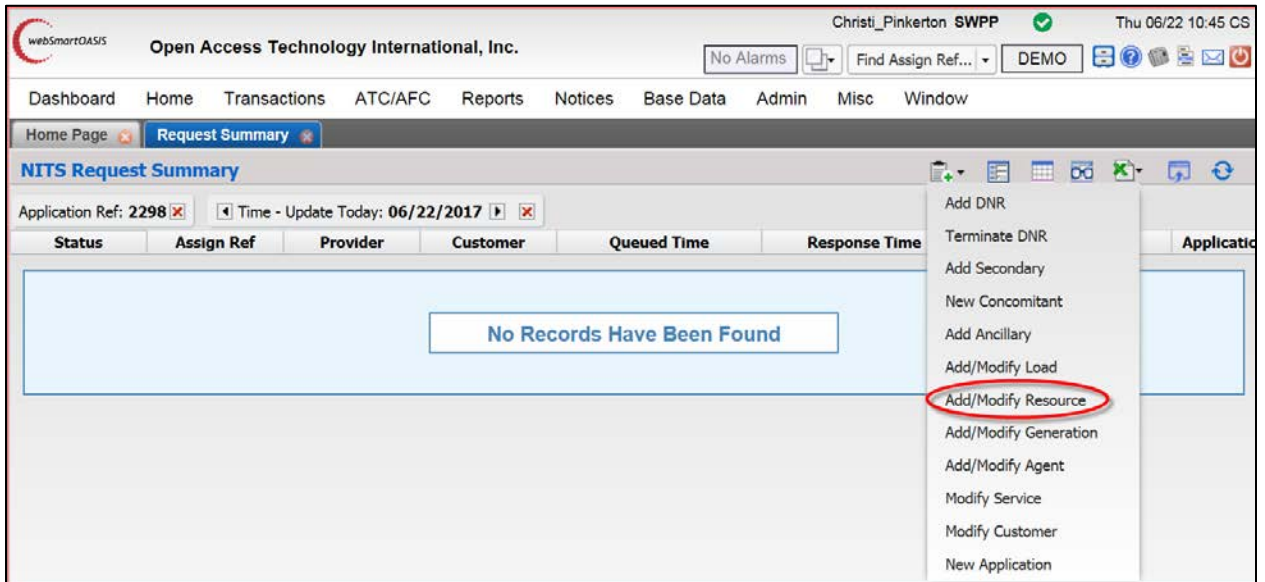 Christi_Pinkerton SWPP Thu 06/22 10:45 CS
webSmartOASIS
Open Access Technology International, Inc.
No Alarms Find Assign Ref... DEMO
Dashboard Home Transactions ATC/AFC Reports Notices Base Data Admin Misc Window
Home Page Request Summary
NITS Request Summary
Application Ref: 2298 Time - Update Today: 06/22/2017
Status Assign Ref Provider Customer Queued Time Response Time Applicatio
No Records Have Been Found
Add DNR
Terminate DNR
Add Secondary
New Concomitant
Add Ancillary
Add/Modify Load
Add/Modify Resource
Add/Modify Generation
Add/Modify Agent
Modify Service
Modify Customer
New Application